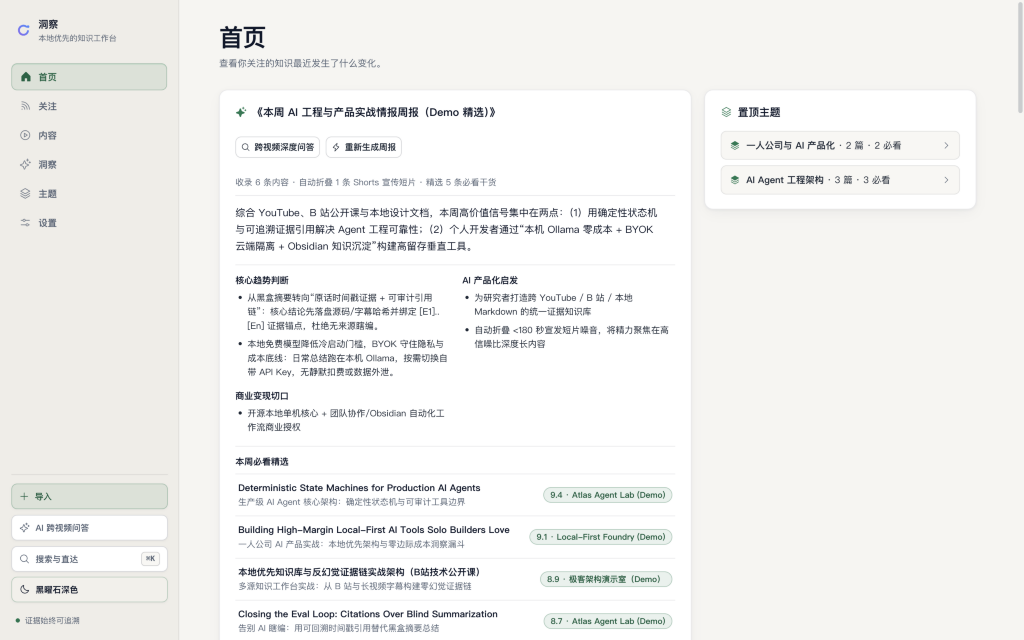 洞察
本地优先的知识工作台
首页
关注
内容
洞察
主题
设置
导入
AI 跨视频问答
搜索与直达 ⌘K
黑曜石深色
证据始终可追溯
首页
查看你关注的知识最近发生了什么变化。
《本周 AI 工程与产品实战情报周报（Demo 精选）》
跨视频深度问答 重新生成周报
收录 6 条内容 · 自动折叠 1 条 Shorts 宣传短片 · 精选 5 条必看干货
综合 YouTube、B 站公开课与本地设计文档，本周高价值信号集中在两点：（1）用确定性状态机
与可追溯证据引用解决 Agent 工程可靠性；（2）个人开发者通过“本机 Ollama 零成本 + BYOK
云端隔离 + Obsidian 知识沉淀”构建高留存垂直工具。
核心趋势判断
• 从黑盒摘要转向“原话时间戳证据 + 可审计引用
链”：核心结论先落盘源码/字幕哈希并绑定 [E1]..
[En] 证据锚点，杜绝无来源瞎编。
• 本地免费模型降低冷启动门槛，BYOK 守住隐私与
成本底线：日常总结跑在本机 Ollama，按需切换自
带 API Key，无静默扣费或数据外泄。
AI 产品化启发
• 为研究者打造跨 YouTube / B 站 / 本地
Markdown 的统一证据知识库
• 自动折叠 <180 秒宣发短片噪音，将精力聚焦在高
信噪比深度长内容
商业变现切口
• 开源本地单机核心 + 团队协作/Obsidian 自动化工
作流商业授权
本周必看精选
Deterministic State Machines for Production AI Agents
生产级 AI Agent 核心架构：确定性状态机与可审计工具边界
9.4 · Atlas Agent Lab (Demo)
Building High-Margin Local-First AI Tools Solo Builders Love
一人公司 AI 产品实战：本地优先架构与零边际成本洞察漏斗
9.1 · Local-First Foundry (Demo)
本地优先知识库与反幻觉证据链实战架构（B站技术公开课）
多源知识工作台实战：从 B 站与长视频字幕构建零幻觉证据链
8.9 · 极客架构演示室（Demo）
Closing the Eval Loop: Citations Over Blind Summarization
告别 AI 瞎编：用可回溯时间戳引用替代黑盒摘要总结
8.7 · Atlas Agent Lab (Demo)
置顶主题
一人公司与 AI 产品化 · 2 篇 · 2 必看
AI Agent 工程架构 · 3 篇 · 3 必看